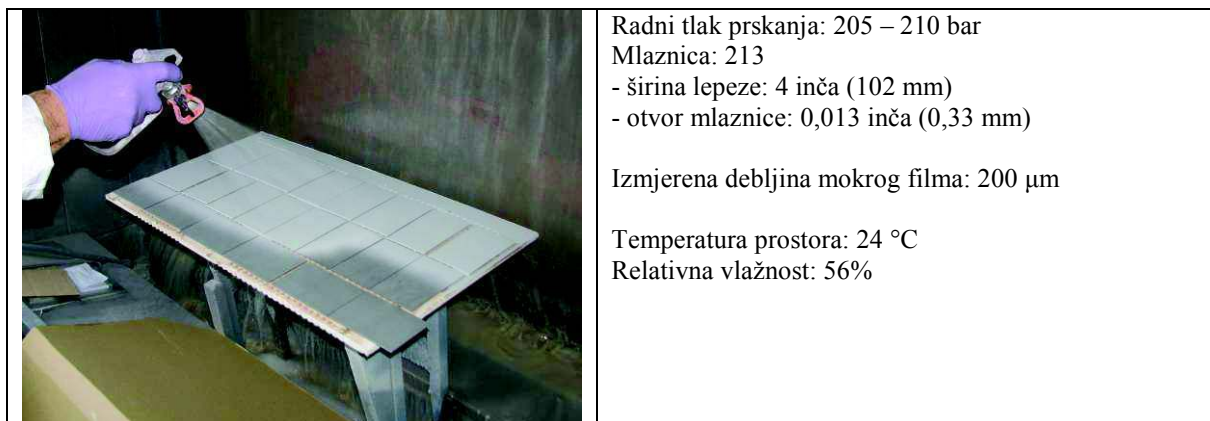 Radni tlak prskanja: 205 – 210 bar
Mlaznica: 213
- širina lepeze: 4 inča (102 mm)
- otvor mlaznice: 0,013 inča (0,33 mm)
Izmjerena debljina mokrog filma: 200 μm
Temperatura prostora: 24 °C
Relativna vlažnost: 56%